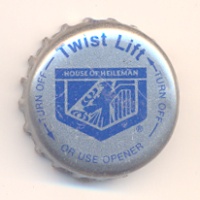 Twist Lift
TURN OFF
HOUSE OF HEILEMAN
TURN OFF
®
OR USE OPENER